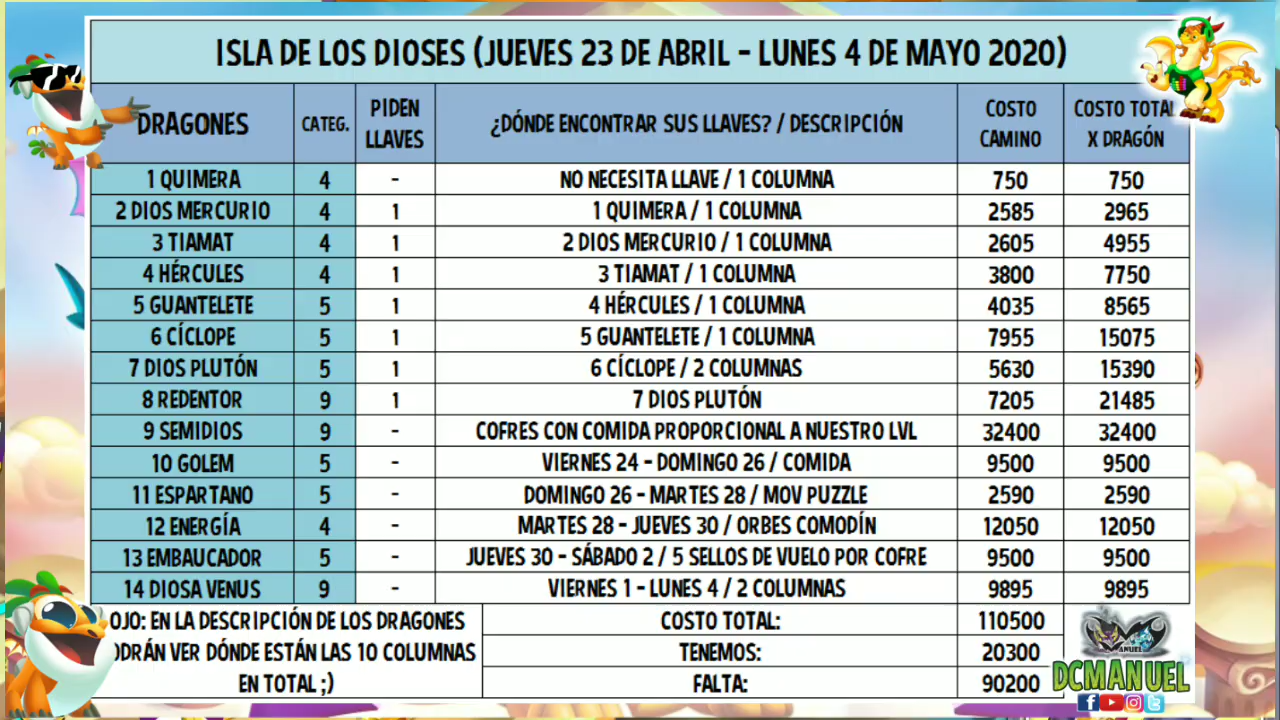 ISLA DE LOS DIOSES (JUEVES 23 DE ABRIL - LUNES 4 DE MAYO 2020)
DRAGONES CATEG. PIDEN LLAVES ¿DÓNDE ENCONTRAR SUS LLAVES? / DESCRIPCIÓN COSTO CAMINO COSTO TOTAL X DRAGÓN
1 QUIMERA 4 - NO NECESITA LLAVE / 1 COLUMNA 750 750
2 DIOS MERCURIO 4 1 1 QUIMERA / 1 COLUMNA 2585 2965
3 TIAMAT 4 1 2 DIOS MERCURIO / 1 COLUMNA 2605 4955
4 HÉRCULES 4 1 3 TIAMAT / 1 COLUMNA 3800 7750
5 GUANTELETE 5 1 4 HÉRCULES / 1 COLUMNA 4035 8565
6 CÍCLOPE 5 1 5 GUANTELETE / 1 COLUMNA 7955 15075
7 DIOS PLUTÓN 5 1 6 CÍCLOPE / 2 COLUMNAS 5630 15390
8 REDENTOR 9 1 7 DIOS PLUTÓN 7205 21485
9 SEMIDIOS 9 - COFRES CON COMIDA PROPORCIONAL A NUESTRO LVL 32400 32400
10 GOLEM 5 - VIERNES 24 - DOMINGO 26 / COMIDA 9500 9500
11 ESPARTANO 5 - DOMINGO 26 - MARTES 28 / MOV PUZZLE 2590 2590
12 ENERGÍA 4 - MARTES 28 - JUEVES 30 / ORBES COMODÍN 12050 12050
13 EMBAUCADOR 5 - JUEVES 30 - SÁBADO 2 / 5 SELLOS DE VUELO POR COFRE 9500 9500
14 DIOSA VENUS 9 - VIERNES 1 - LUNES 4 / 2 COLUMNAS 9895 9895
OJO: EN LA DESCRIPCIÓN DE LOS DRAGONES COSTO TOTAL: 110500
ODRÁN VER DÓNDE ESTÁN LAS 10 COLUMNAS TENEMOS: 20300
EN TOTAL ;) FALTA: 90200
MANUEL
DCMANUEL